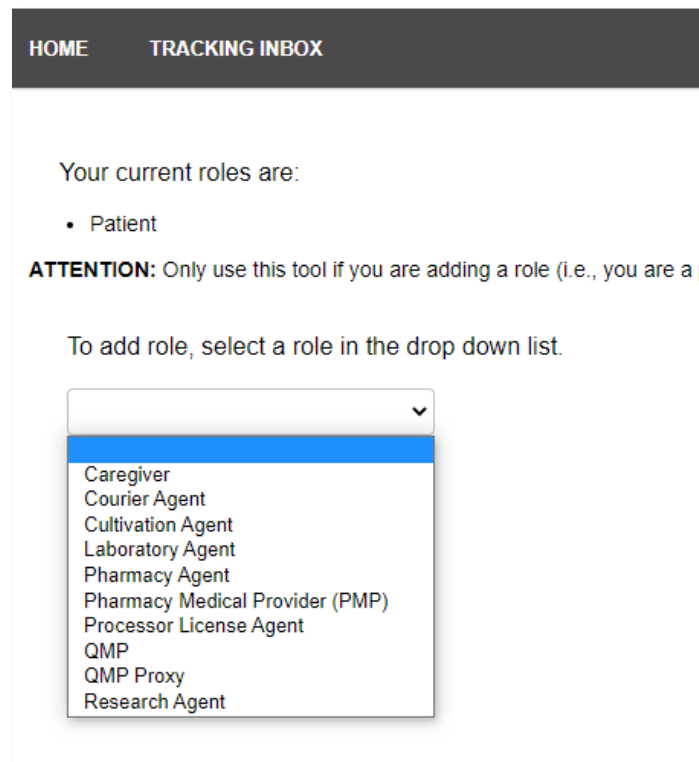 HOME TRACKING INBOX
Your current roles are:
• Patient
ATTENTION: Only use this tool if you are adding a role (i.e., you are a
To add role, select a role in the drop down list.
Caregiver
Courier Agent
Cultivation Agent
Laboratory Agent
Pharmacy Agent
Pharmacy Medical Provider (PMP)
Processor License Agent
QMP
QMP Proxy
Research Agent